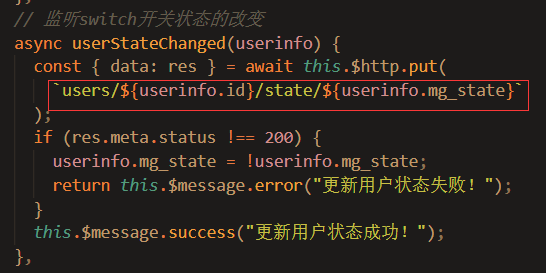 // 监听switch开关状态的改变
async userStateChanged(userinfo) {
const { data: res } = await this.$http.put(
`users/${userinfo.id}/state/${userinfo.mg_state}`
);
if (res.meta.status !== 200) {
userinfo.mg_state = !userinfo.mg_state;
return this.$message.error("更新用户状态失败！");
}
this.$message.success("更新用户状态成功！");
},